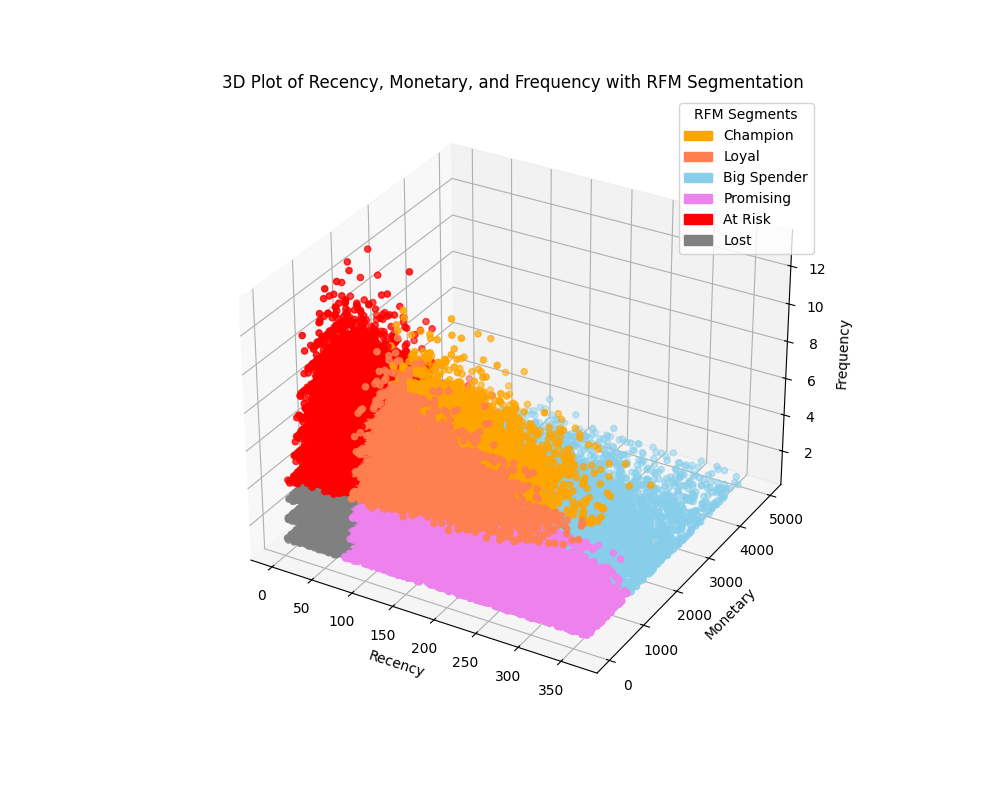 3D Plot of Recency, Monetary, and Frequency with RFM Segmentation
RFM Segments
Champion
Loyal
Big Spender
Promising
At Risk
Lost
12
10
8
6
4
2
Frequency
5000
4000
3000
2000
1000
0
Monetary
0
50
100
150
200
250
300
350
Recency